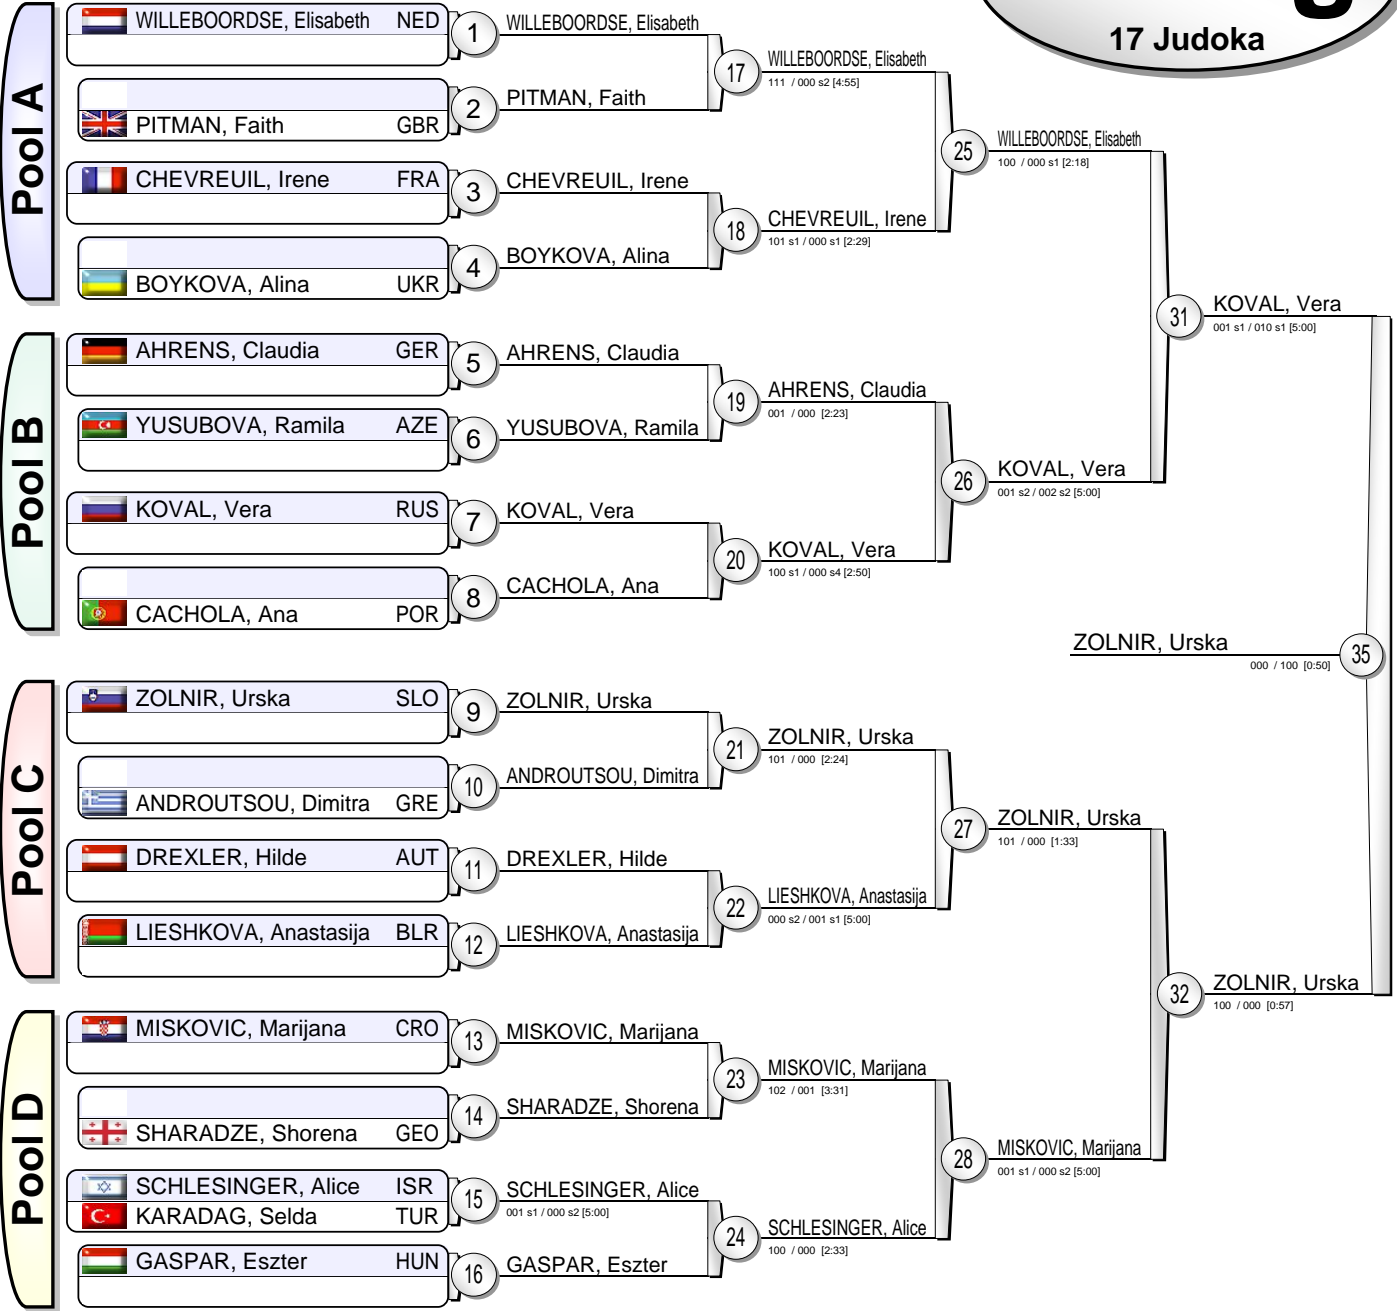 17 Judoka
Pool A
WILLEBOORDSE, Elisabeth NED
1
PITMAN, Faith GBR
2
CHEVREUIL, Irene FRA
3
BOYKOVA, Alina UKR
4
Pool B
AHRENS, Claudia GER
5
YUSUBOVA, Ramila AZE
6
KOVAL, Vera RUS
7
CACHOLA, Ana POR
8
Pool C
ZOLNIR, Urska SLO
9
ANDROUTSOU, Dimitra GRE
10
DREXLER, Hilde AUT
11
LIESHKOVA, Anastasija BLR
12
Pool D
MISKOVIC, Marijana CRO
13
SHARADZE, Shorena GEO
14
SCHLESINGER, Alice ISR
KARADAG, Selda TUR
15
GASPAR, Eszter HUN
16
WILLEBOORDSE, Elisabeth
17
PITMAN, Faith
CHEVREUIL, Irene
18
BOYKOVA, Alina
AHRENS, Claudia
19
YUSUBOVA, Ramila
KOVAL, Vera
20
CACHOLA, Ana
ZOLNIR, Urska
21
ANDROUTSOU, Dimitra
DREXLER, Hilde
22
LIESHKOVA, Anastasija
MISKOVIC, Marijana
23
SHARADZE, Shorena
SCHLESINGER, Alice
001 s1 / 000 s2 [5:00]
24
GASPAR, Eszter
WILLEBOORDSE, Elisabeth
111 / 000 s2 [4:55]
25
CHEVREUIL, Irene
101 s1 / 000 s1 [2:29]
AHRENS, Claudia
001 / 000 [2:23]
26
KOVAL, Vera
100 s1 / 000 s4 [2:50]
ZOLNIR, Urska
101 / 000 [2:24]
27
LIESHKOVA, Anastasija
000 s2 / 001 s1 [5:00]
MISKOVIC, Marijana
102 / 001 [3:31]
28
SCHLESINGER, Alice
100 / 000 [2:33]
WILLEBOORDSE, Elisabeth
100 / 000 s1 [2:18]
31
KOVAL, Vera
001 s2 / 002 s2 [5:00]
ZOLNIR, Urska
101 / 000 [1:33]
32
MISKOVIC, Marijana
001 s1 / 000 s2 [5:00]
KOVAL, Vera
001 s1 / 010 s1 [5:00]
ZOLNIR, Urska
000 / 100 [0:50]
35
ZOLNIR, Urska
100 / 000 [0:57]